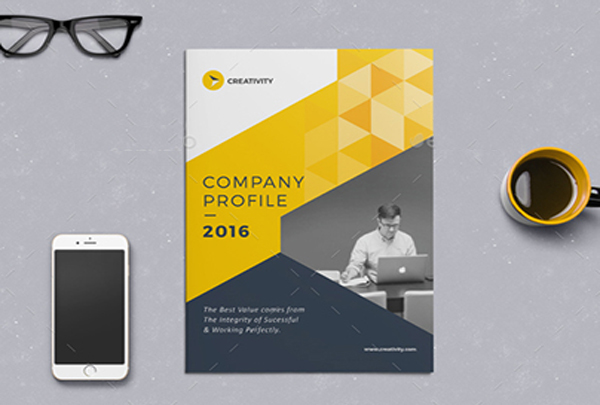 CREATIVITY
COMPANY
PROFILE
2016
The Best Value comes from
The Integrity of Sucessful
& Working Perfectly.
www.creativity.com